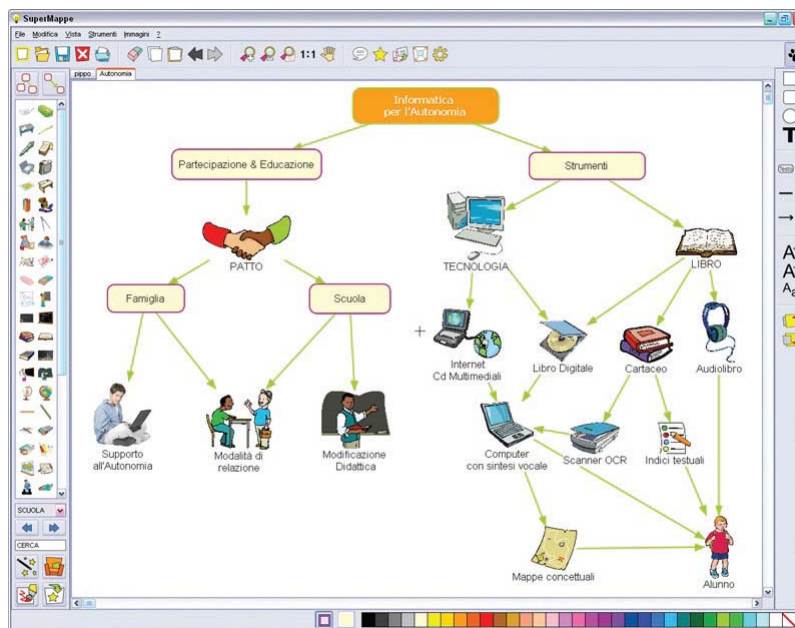 SuperMappe
File Modifica Vista Strumenti Immagini ?
1:1
pippo Autonomia
Informatica
per l'Autonomia
Partecipazione & Educazione
Strumenti
T
Testo
PATTO
TECNOLOGIA
LIBRO
Famiglia
Scuola
Internet
Cd Multimediali
Libro Digitale
Cartaceo
Audiolibro
Supporto
all'Autonomia
Modalità di
relazione
Modificazione
Didattica
Computer
con sintesi vocale
Scanner OCR
Indici testuali
SCUOLA
CERCA
Mappe concettuali
Alunno